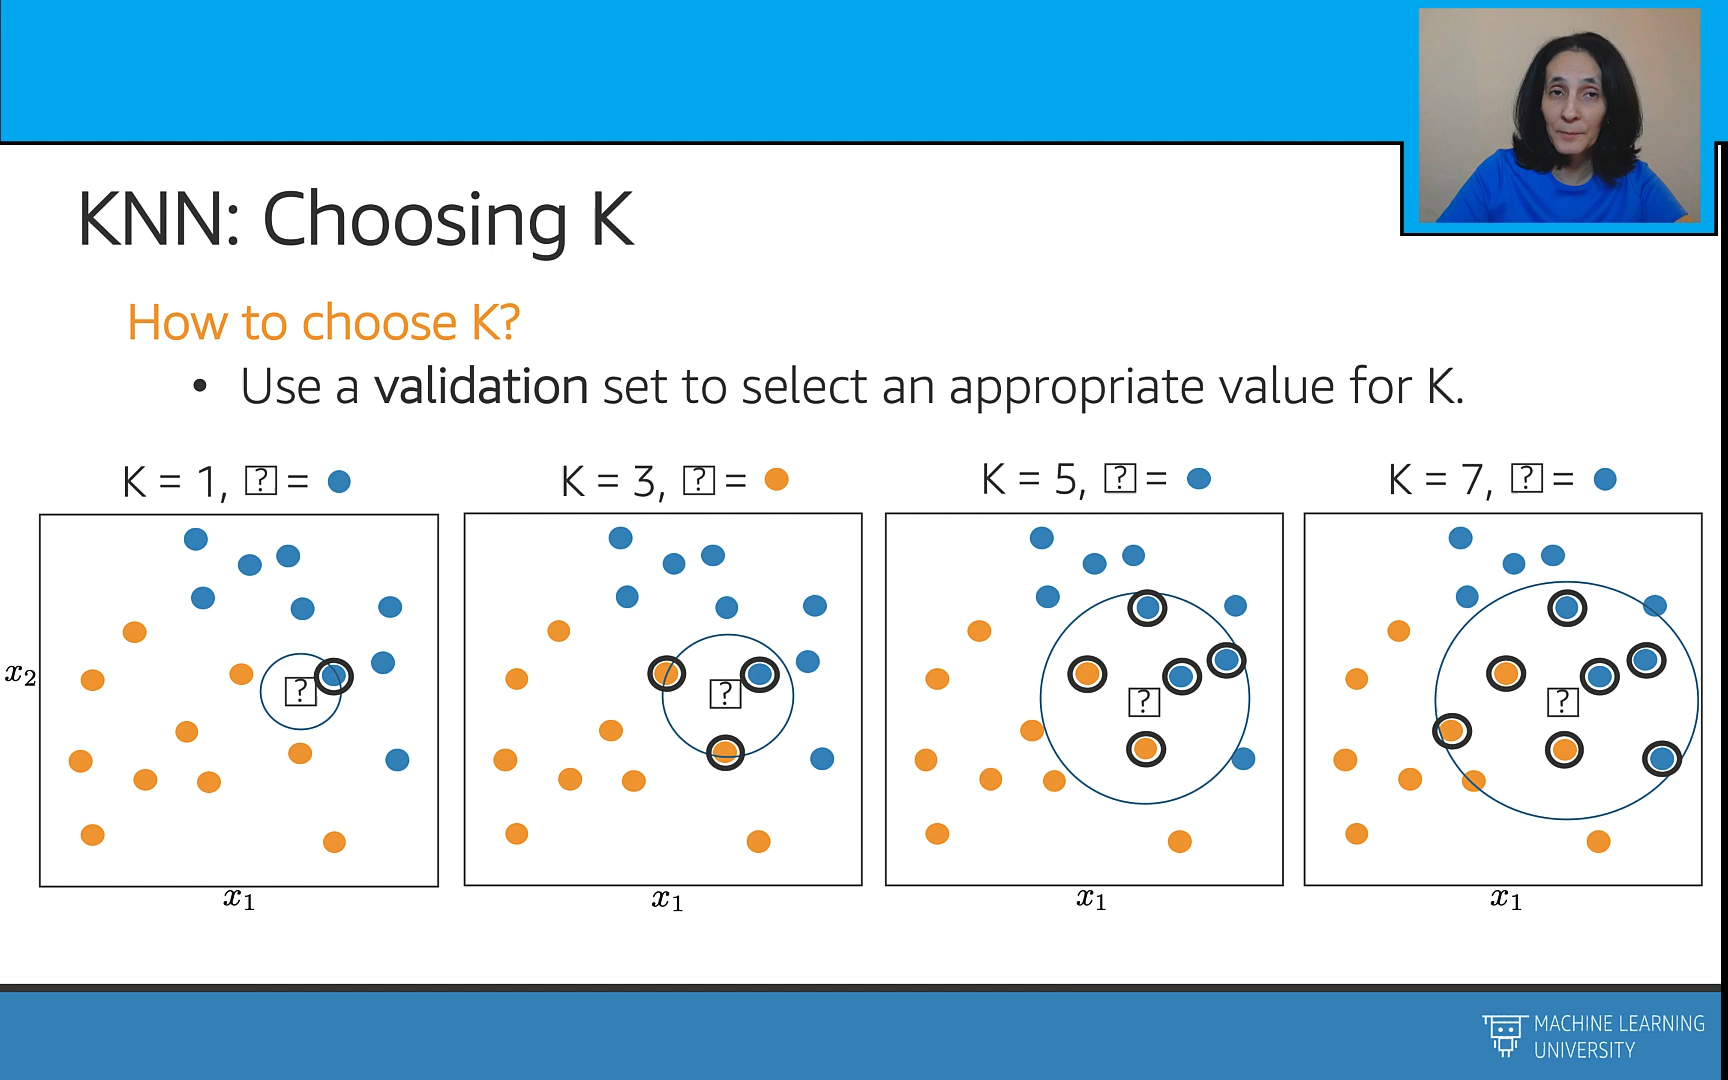 KNN: Choosing K
How to choose K?
• Use a validation set to select an appropriate value for K.
K = 1, ? =
K = 3, ? =
K = 5, ? =
K = 7, ? =
x2
?
?
?
?
x1
x1
x1
x1
MACHINE LEARNING
UNIVERSITY